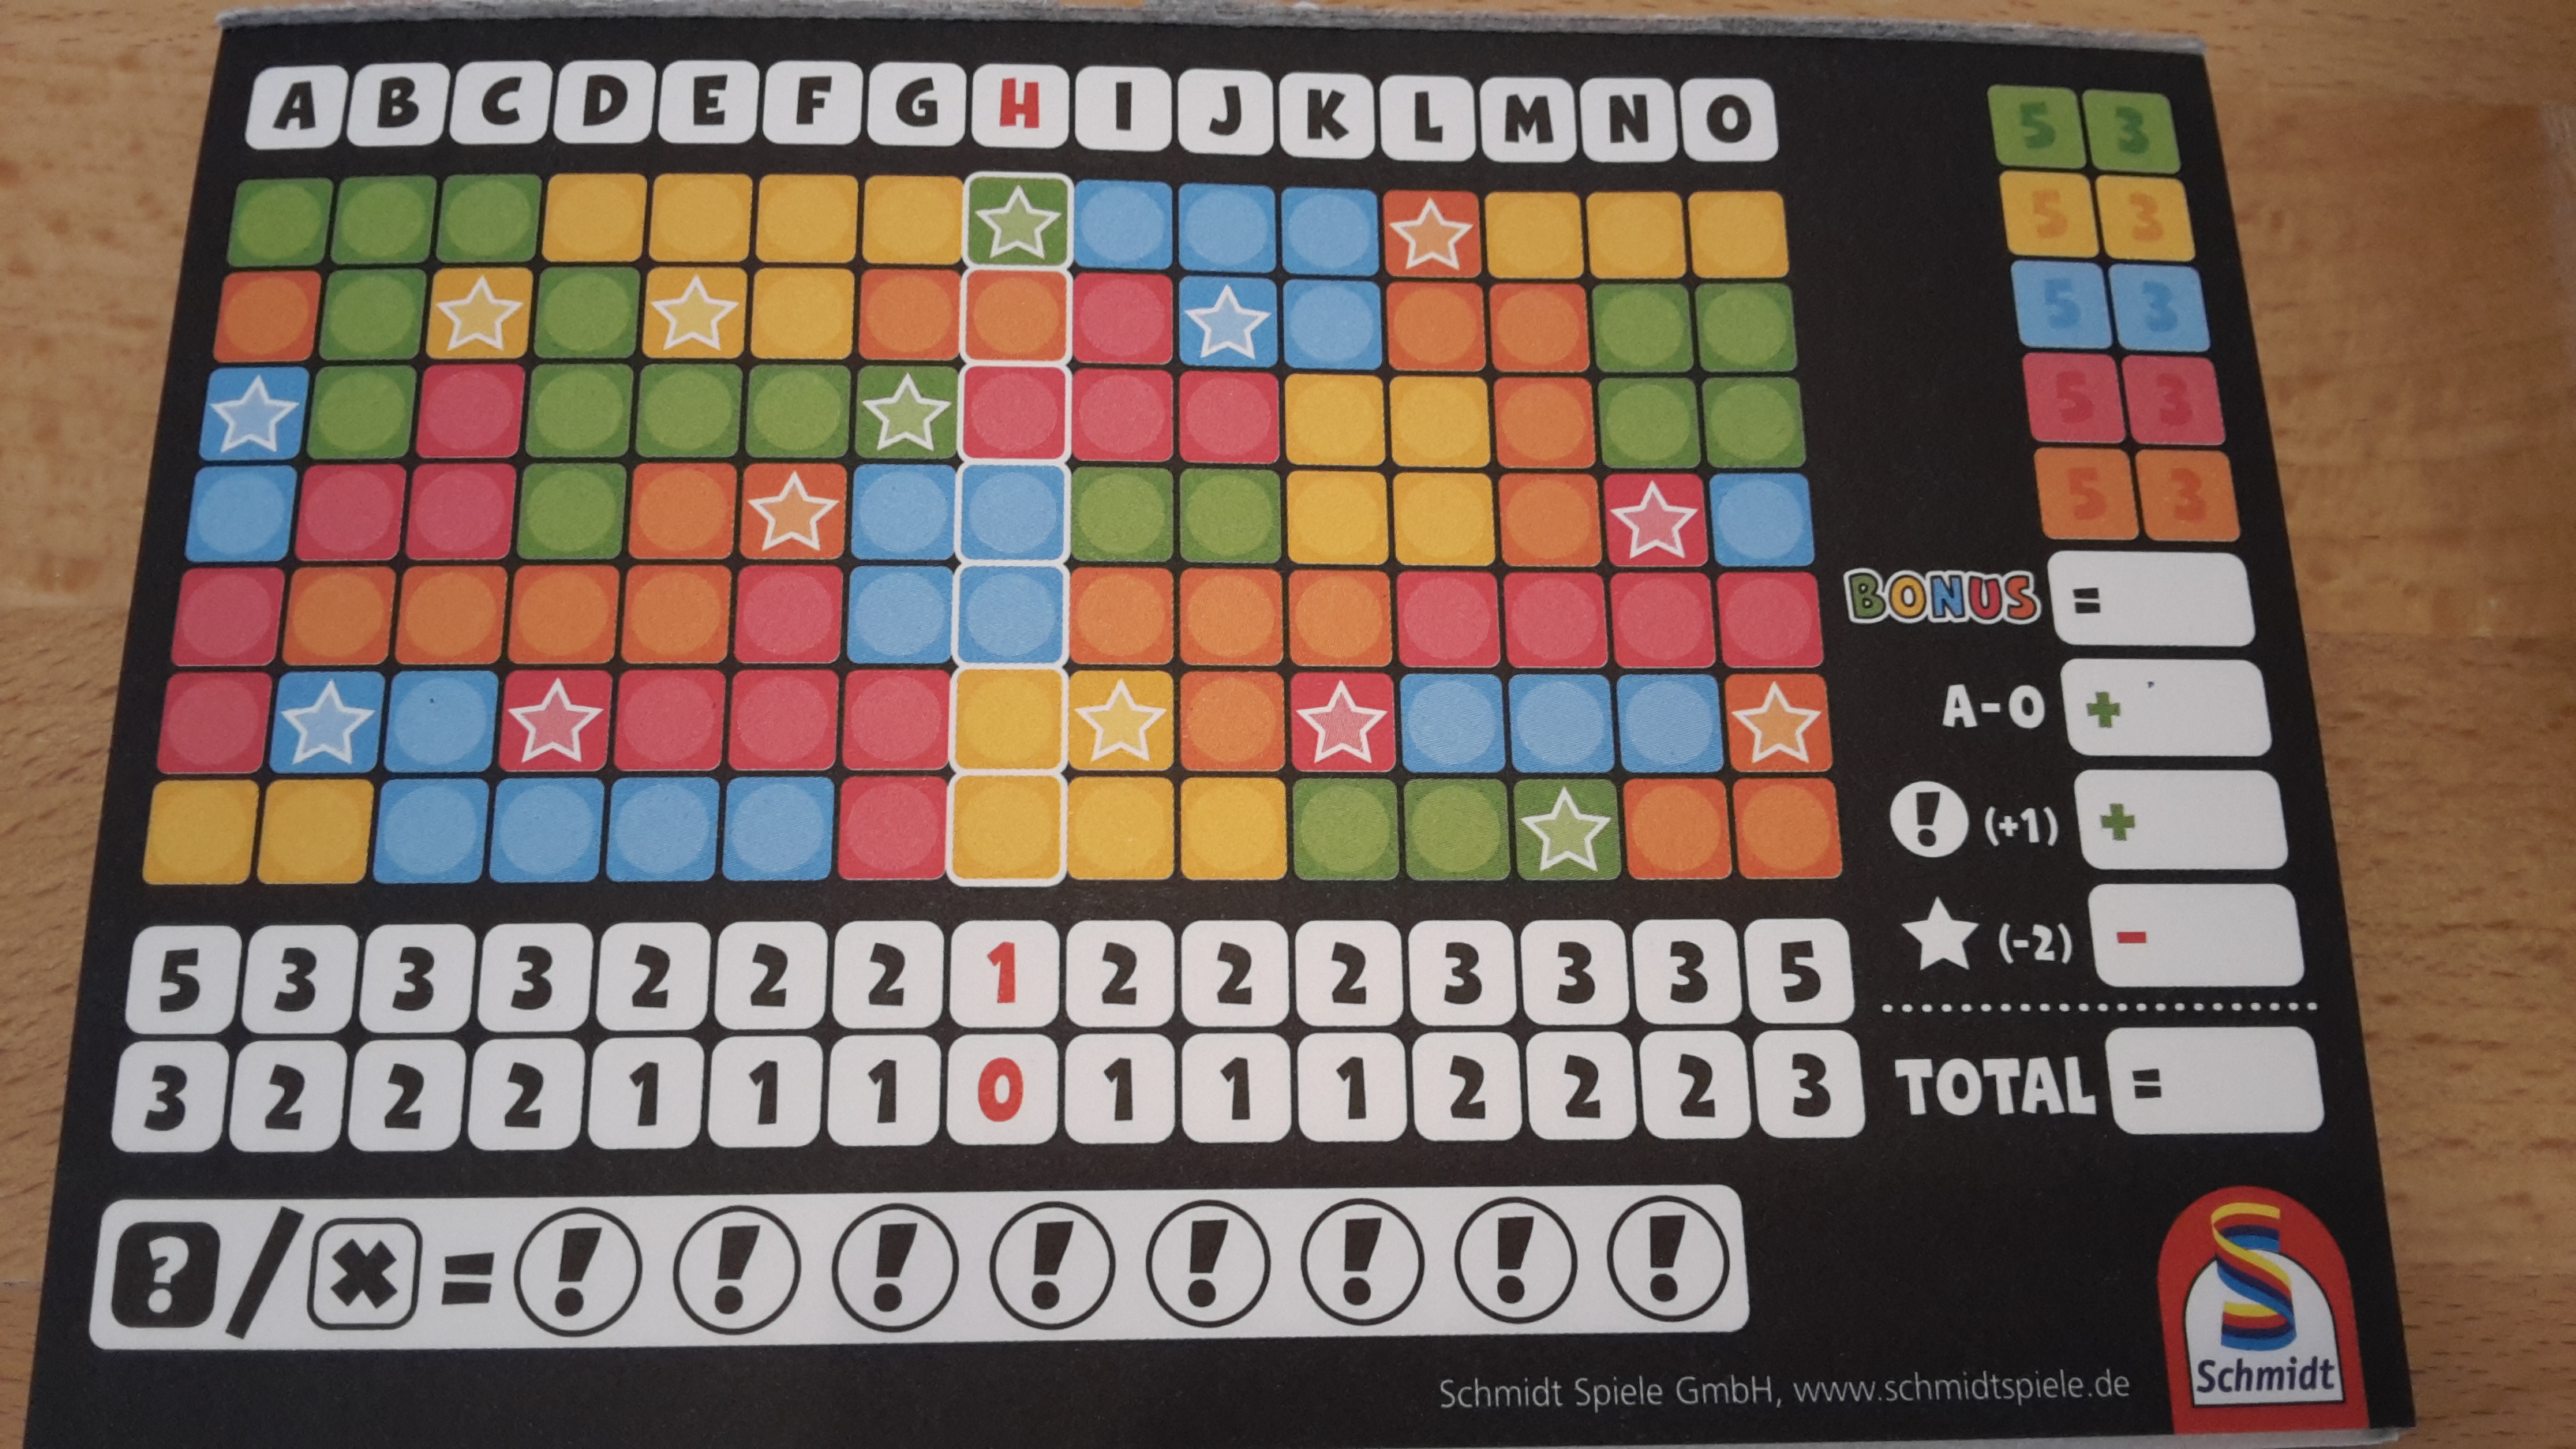 A B C D E F G H I J K L M N O
5 3
5 3
5 3
5 3
5 3
BONUS =
A-O +
! (+1) +
(-2) -
5 3 3 3 2 2 2 1 2 2 2 3 3 3 5
3 2 2 2 1 1 1 0 1 1 1 2 2 2 3
TOTAL =
? / X = ! ! ! ! ! ! ! !
Schmidt Spiele GmbH, www.schmidtspiele.de
Schmidt